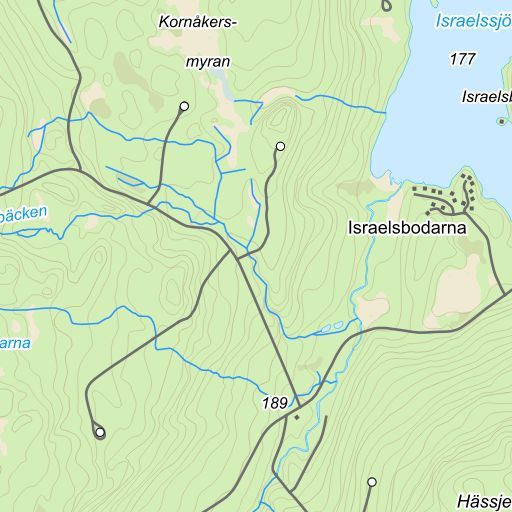 Kornåkers-
myran
Israelssjö
177
Israelsb
Israelsbodarna
bäcken
arna
189
Hässje